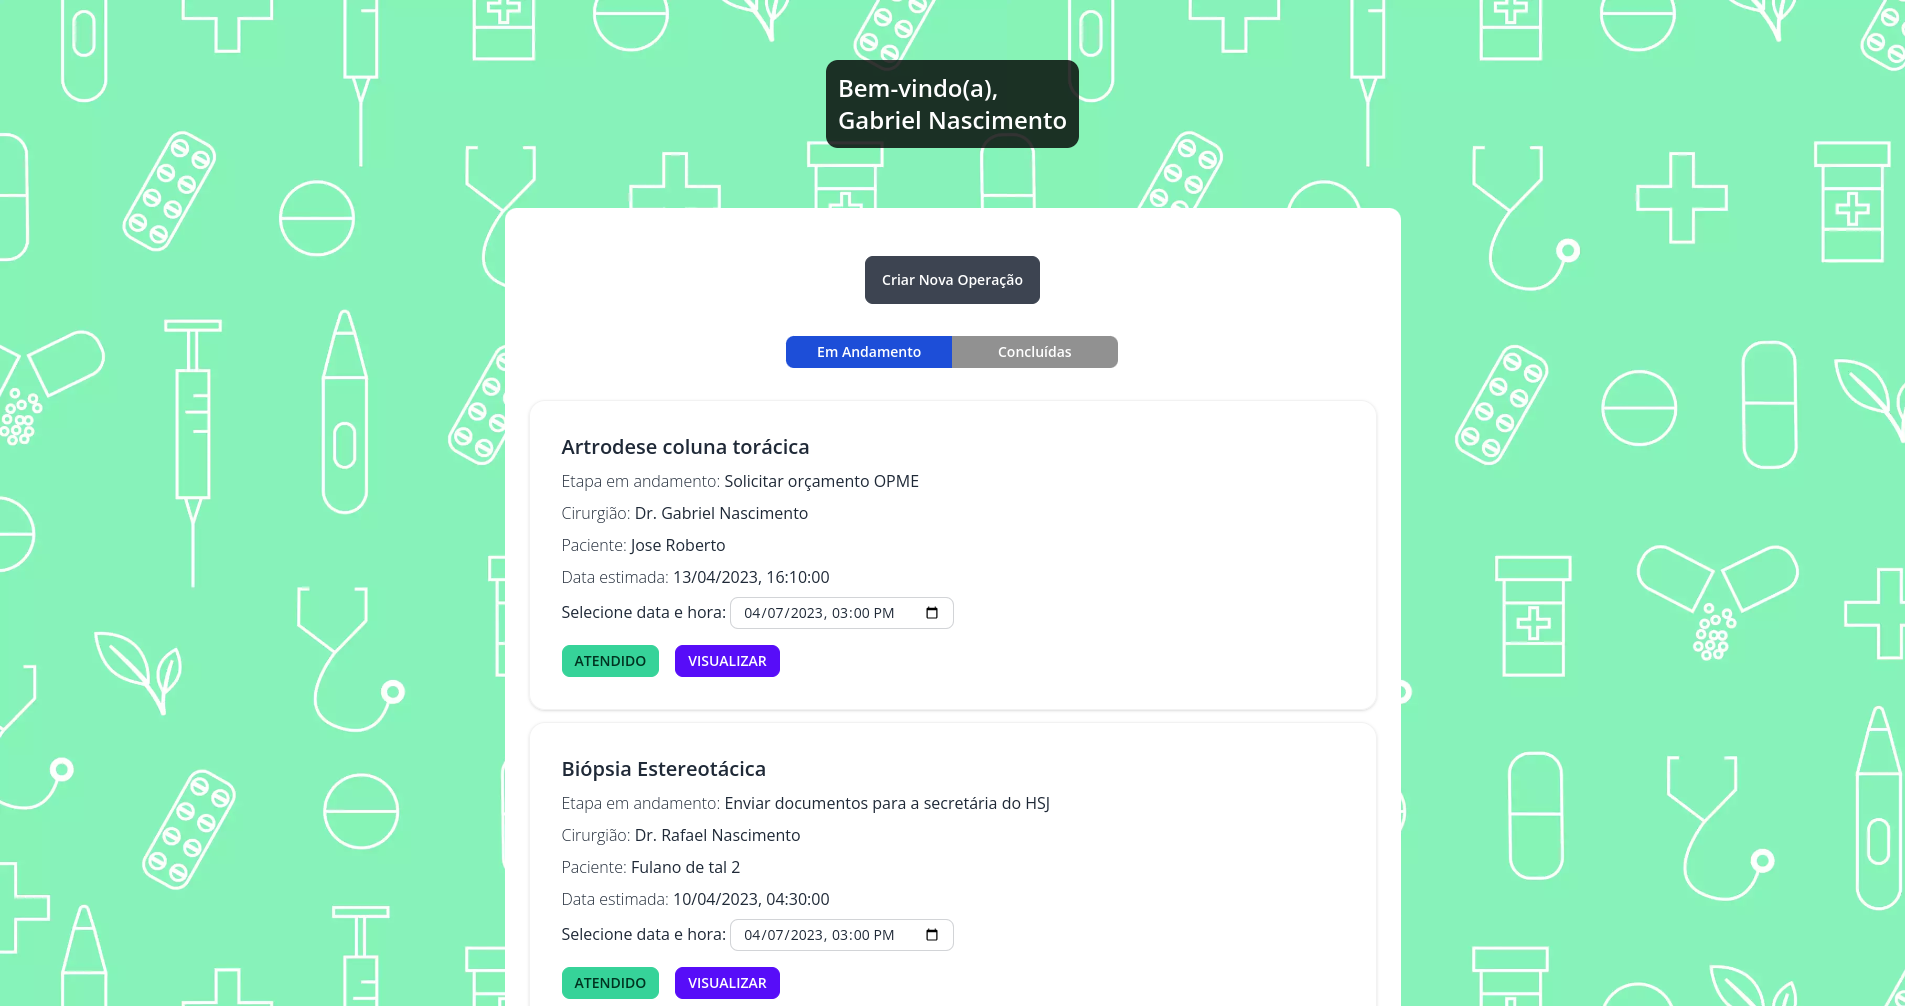 Bem-vindo(a),
Gabriel Nascimento
Criar Nova Operação
Em Andamento
Concluídas
Artrodese coluna torácica
Etapa em andamento: Solicitar orçamento OPME
Cirurgião: Dr. Gabriel Nascimento
Paciente: Jose Roberto
Data estimada: 13/04/2023, 16:10:00
Selecione data e hora: 04/07/2023, 03:00 PM
ATENDIDO
VISUALIZAR
Biópsia Estereotácica
Etapa em andamento: Enviar documentos para a secretária do HSJ
Cirurgião: Dr. Rafael Nascimento
Paciente: Fulano de tal 2
Data estimada: 10/04/2023, 04:30:00
Selecione data e hora: 04/07/2023, 03:00 PM
ATENDIDO
VISUALIZAR